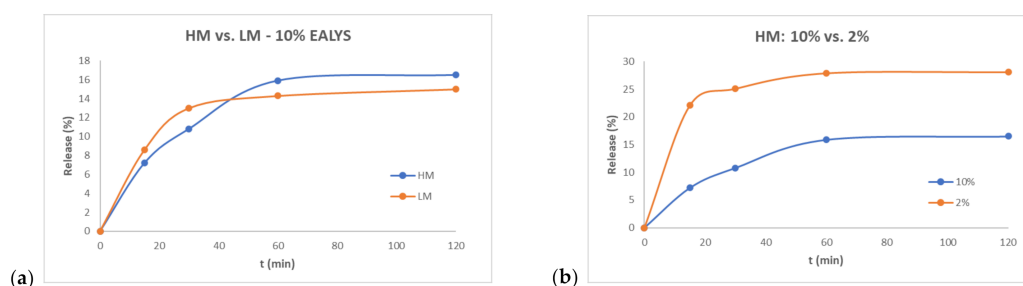 HM vs. LM - 10% EALYS
18
16
14
12
10
8
6
4
2
0
Release (%)
0 20 40 60 80 100 120
t (min)
HM
LM
(a)
HM: 10% vs. 2%
30
25
20
15
10
5
0
Release (%)
0 20 40 60 80 100 120
t (min)
10%
2%
(b)